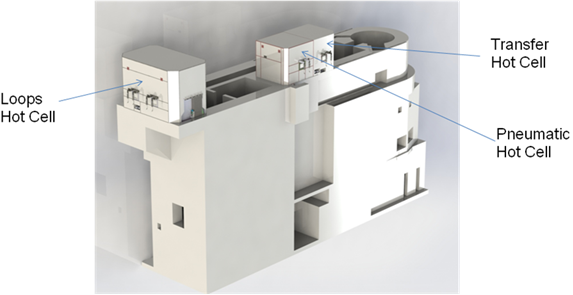 Transfer
Hot Cell
Loops
Hot Cell
Pneumatic
Hot Cell